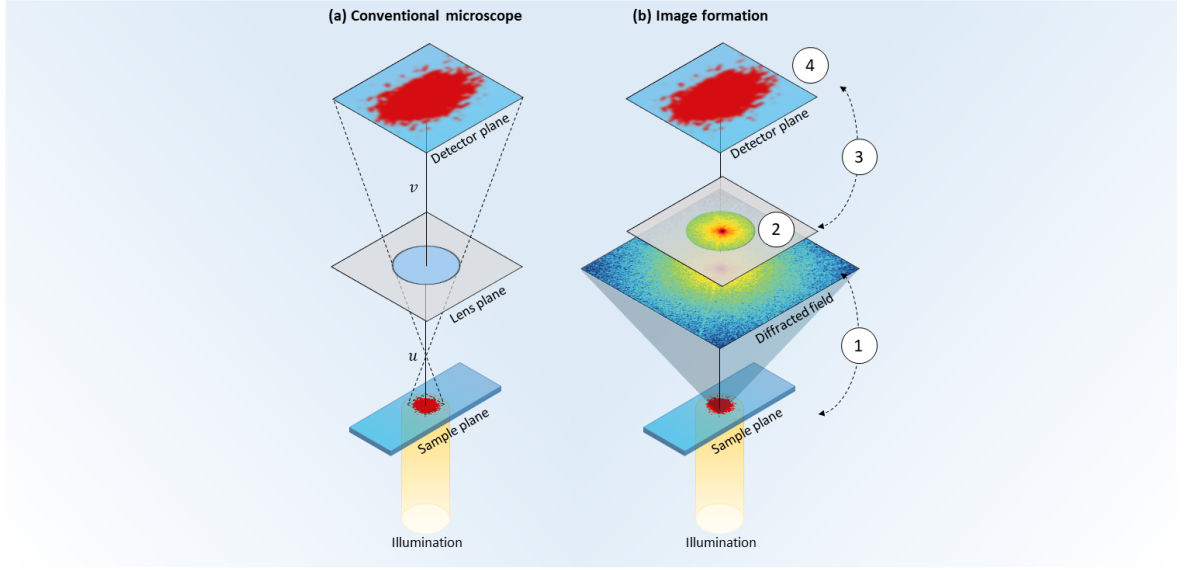 (a) Conventional microscope
Detector plane
v
Lens plane
u
Sample plane
Illumination
(b) Image formation
4
Detector plane
3
2
Diffracted field
1
Sample plane
Illumination